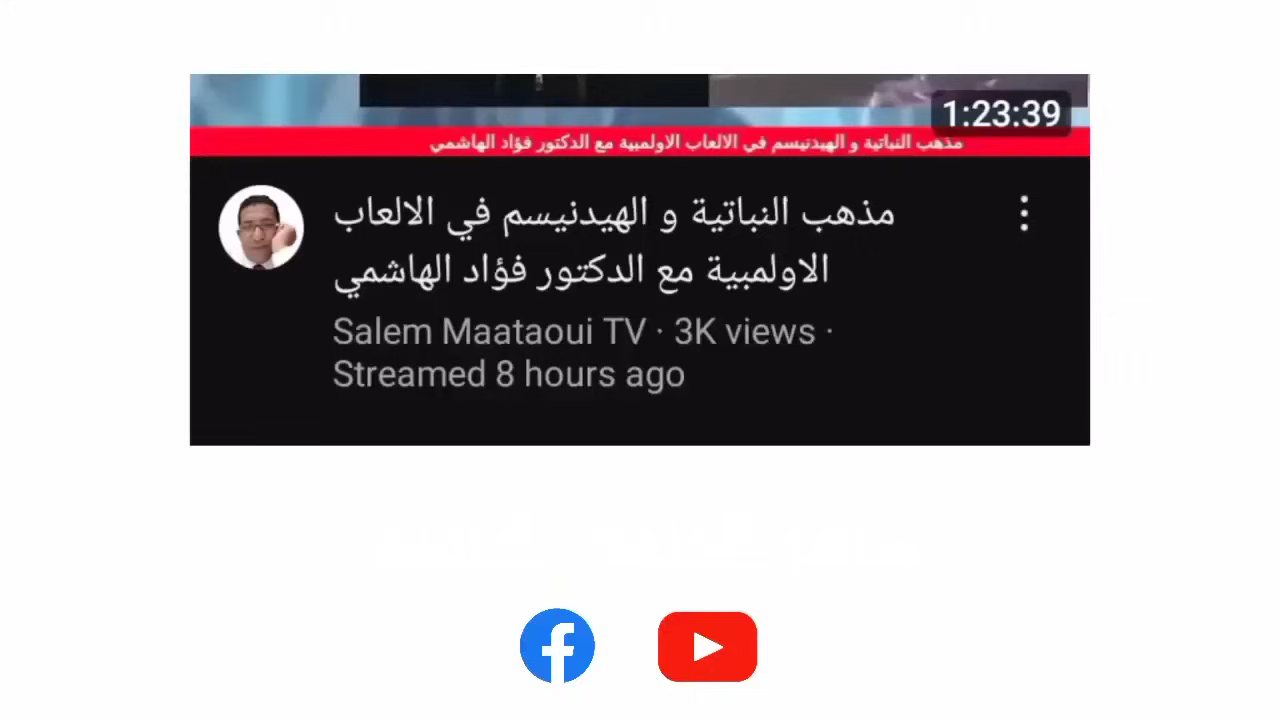 1:23:39
مذهب النباتية و الهيدنيسم في الالعاب الاولمبية مع الدكتور فؤاد الهاشمي
مذهب النباتية و الهيدنيسم في الالعاب
الاولمبية مع الدكتور فؤاد الهاشمي
Salem Maataoui TV · 3K views ·
Streamed 8 hours ago